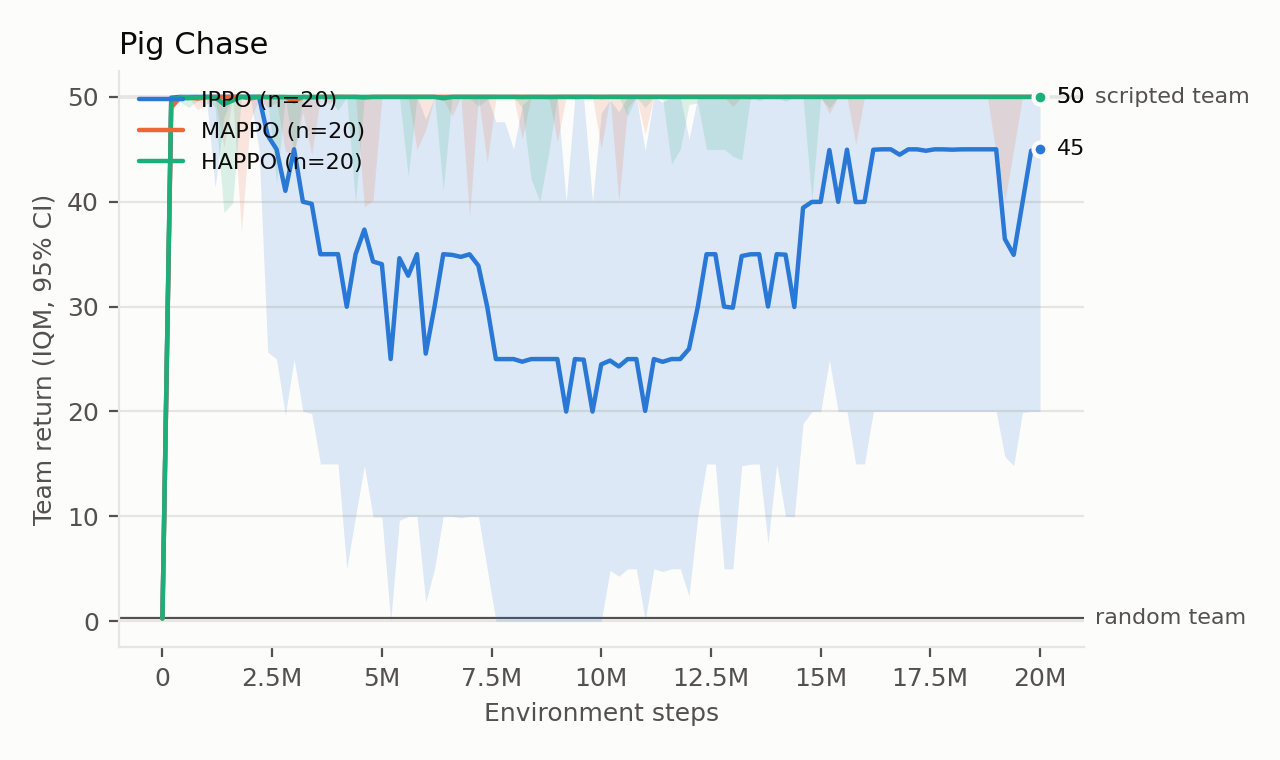 Pig Chase
Team return (IQM, 95% CI)
50
40
30
20
10
0
IPPO (n=20)
MAPPO (n=20)
HAPPO (n=20)
50 scripted team
45
random team
0 2.5M 5M 7.5M 10M 12.5M 15M 17.5M 20M
Environment steps